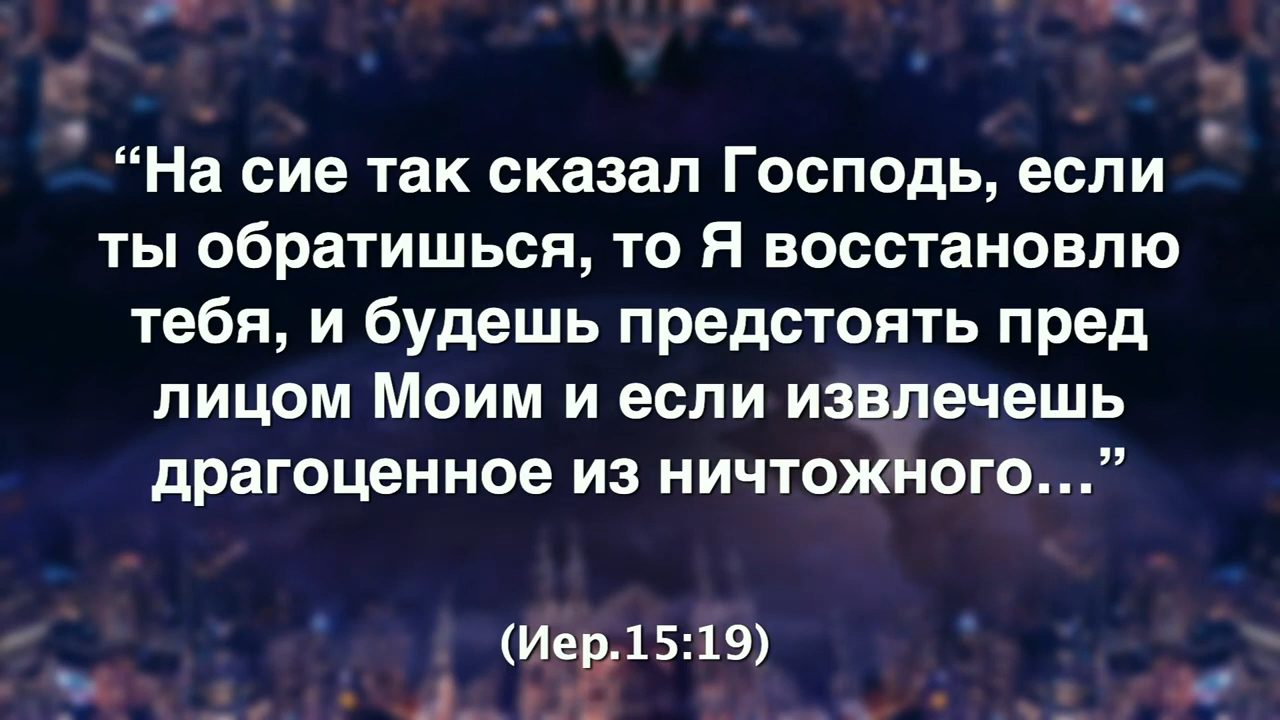 “На сие так сказал Господь, если
ты обратишься, то Я восстановлю
тебя, и будешь предстоять пред
лицом Моим и если извлечешь
драгоценное из ничтожного...”
(Иер.15:19)